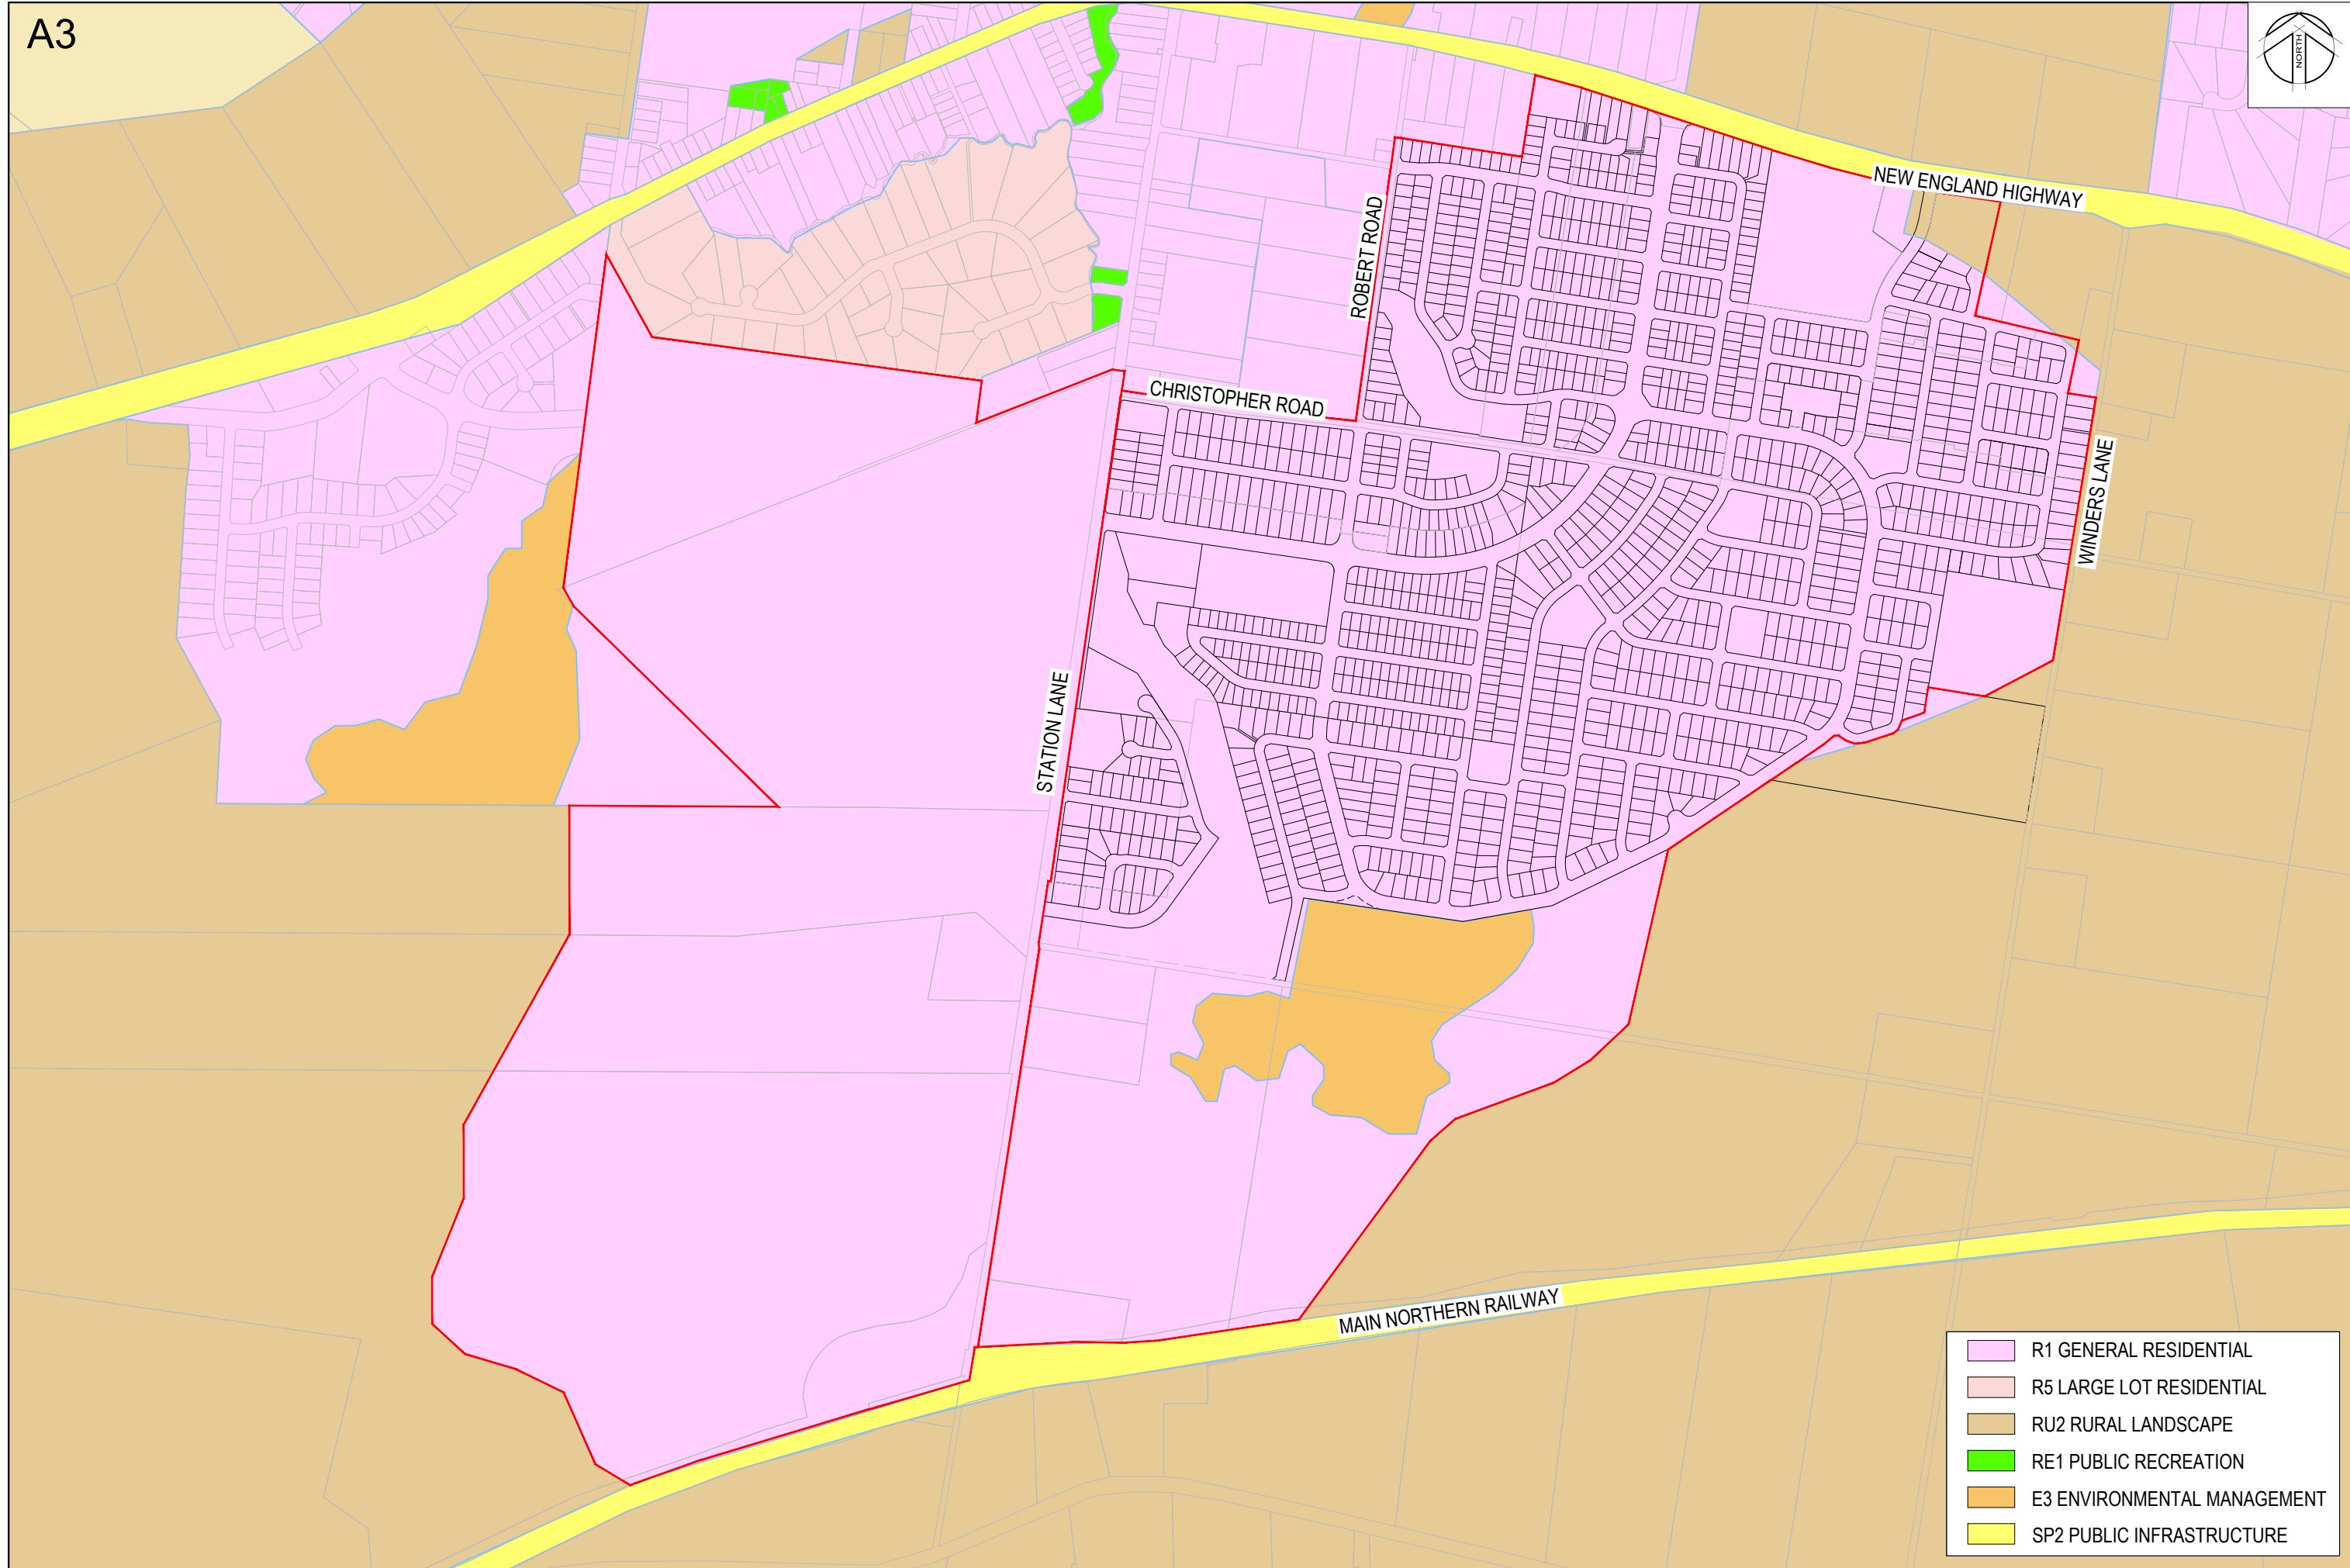 A3
NORTH
NEW ENGLAND HIGHWAY
ROBERT ROAD
CHRISTOPHER ROAD
WINDERS LANE
STATION LANE
MAIN NORTHERN RAILWAY
R1 GENERAL RESIDENTIAL
R5 LARGE LOT RESIDENTIAL
RU2 RURAL LANDSCAPE
RE1 PUBLIC RECREATION
E3 ENVIRONMENTAL MANAGEMENT
SP2 PUBLIC INFRASTRUCTURE